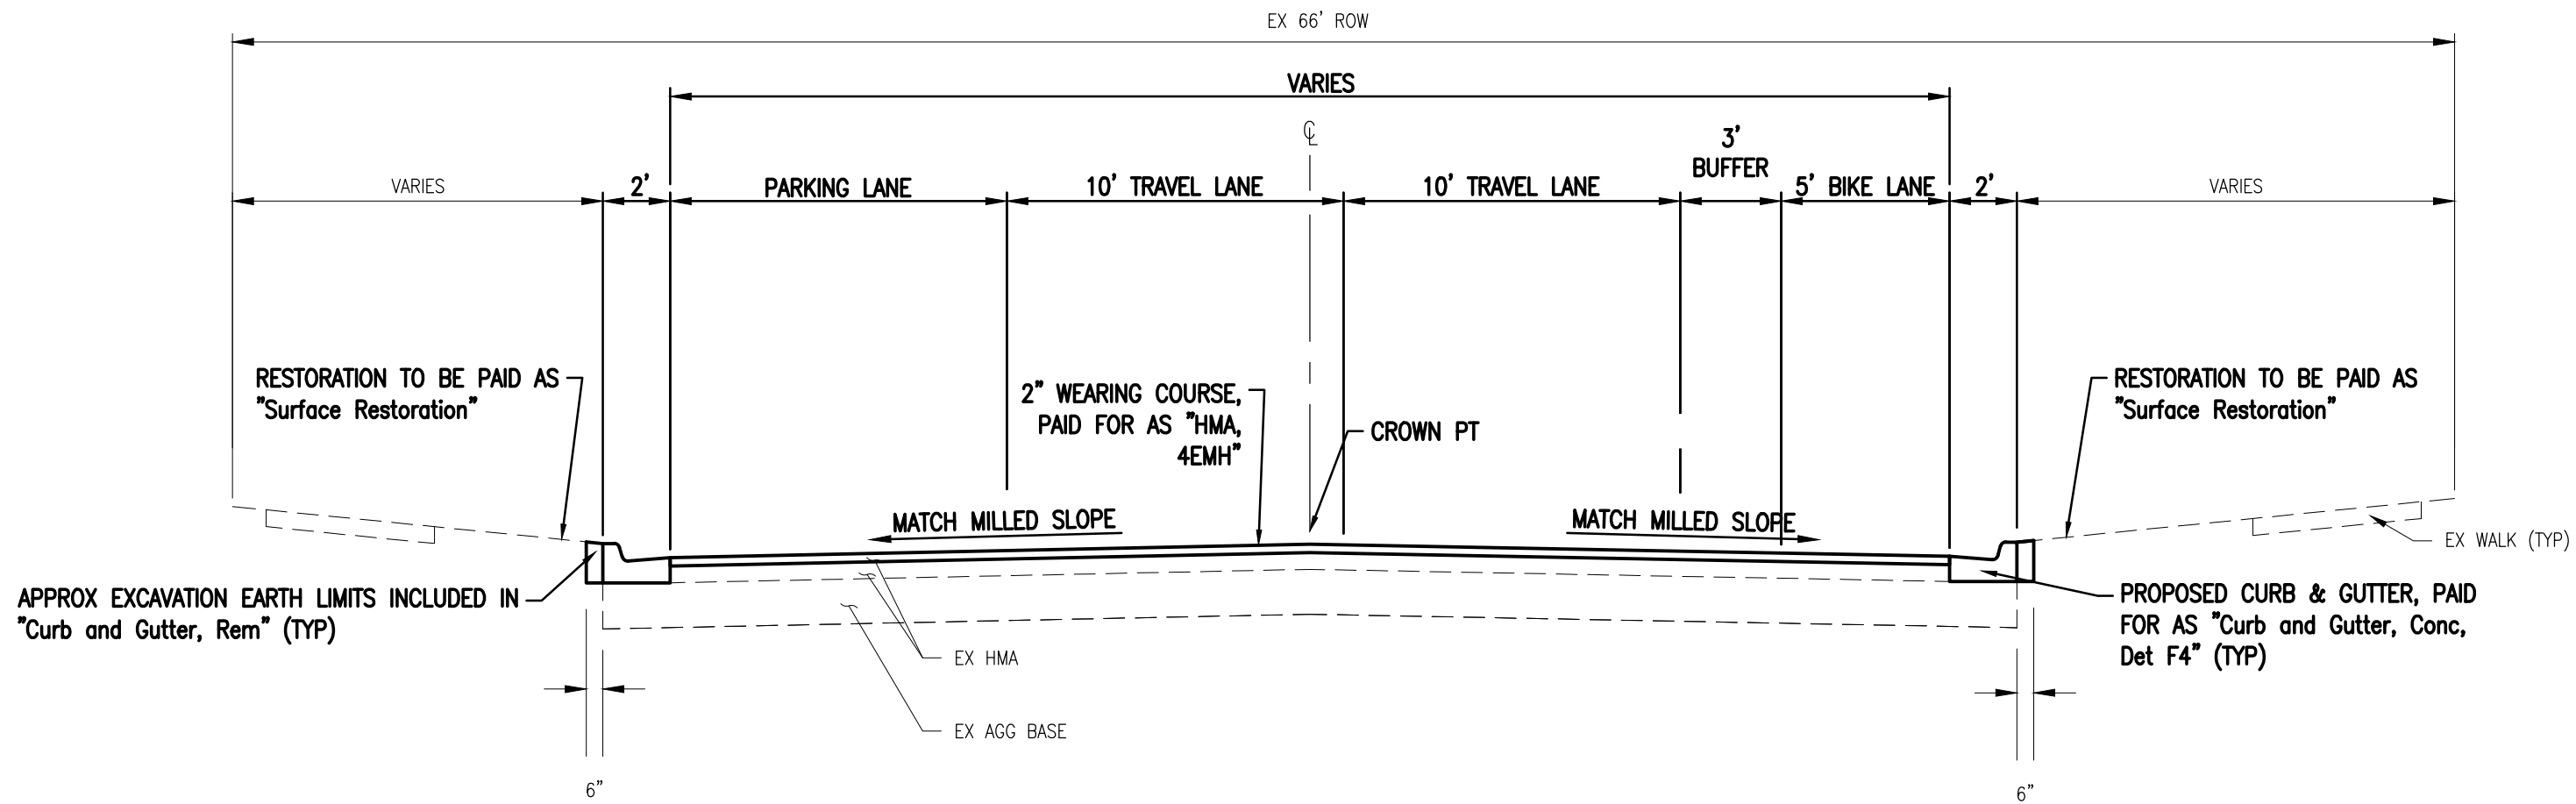 EX 66' ROW
VARIES
℄
3'
BUFFER
VARIES
2'
PARKING LANE
10' TRAVEL LANE
10' TRAVEL LANE
5' BIKE LANE
2'
VARIES
RESTORATION TO BE PAID AS
"Surface Restoration"
2" WEARING COURSE,
PAID FOR AS "HMA,
4EMH"
CROWN PT
RESTORATION TO BE PAID AS
"Surface Restoration"
MATCH MILLED SLOPE
MATCH MILLED SLOPE
EX WALK (TYP)
APPROX EXCAVATION EARTH LIMITS INCLUDED IN
"Curb and Gutter, Rem" (TYP)
PROPOSED CURB & GUTTER, PAID
FOR AS "Curb and Gutter, Conc,
Det F4" (TYP)
EX HMA
EX AGG BASE
6"
6"